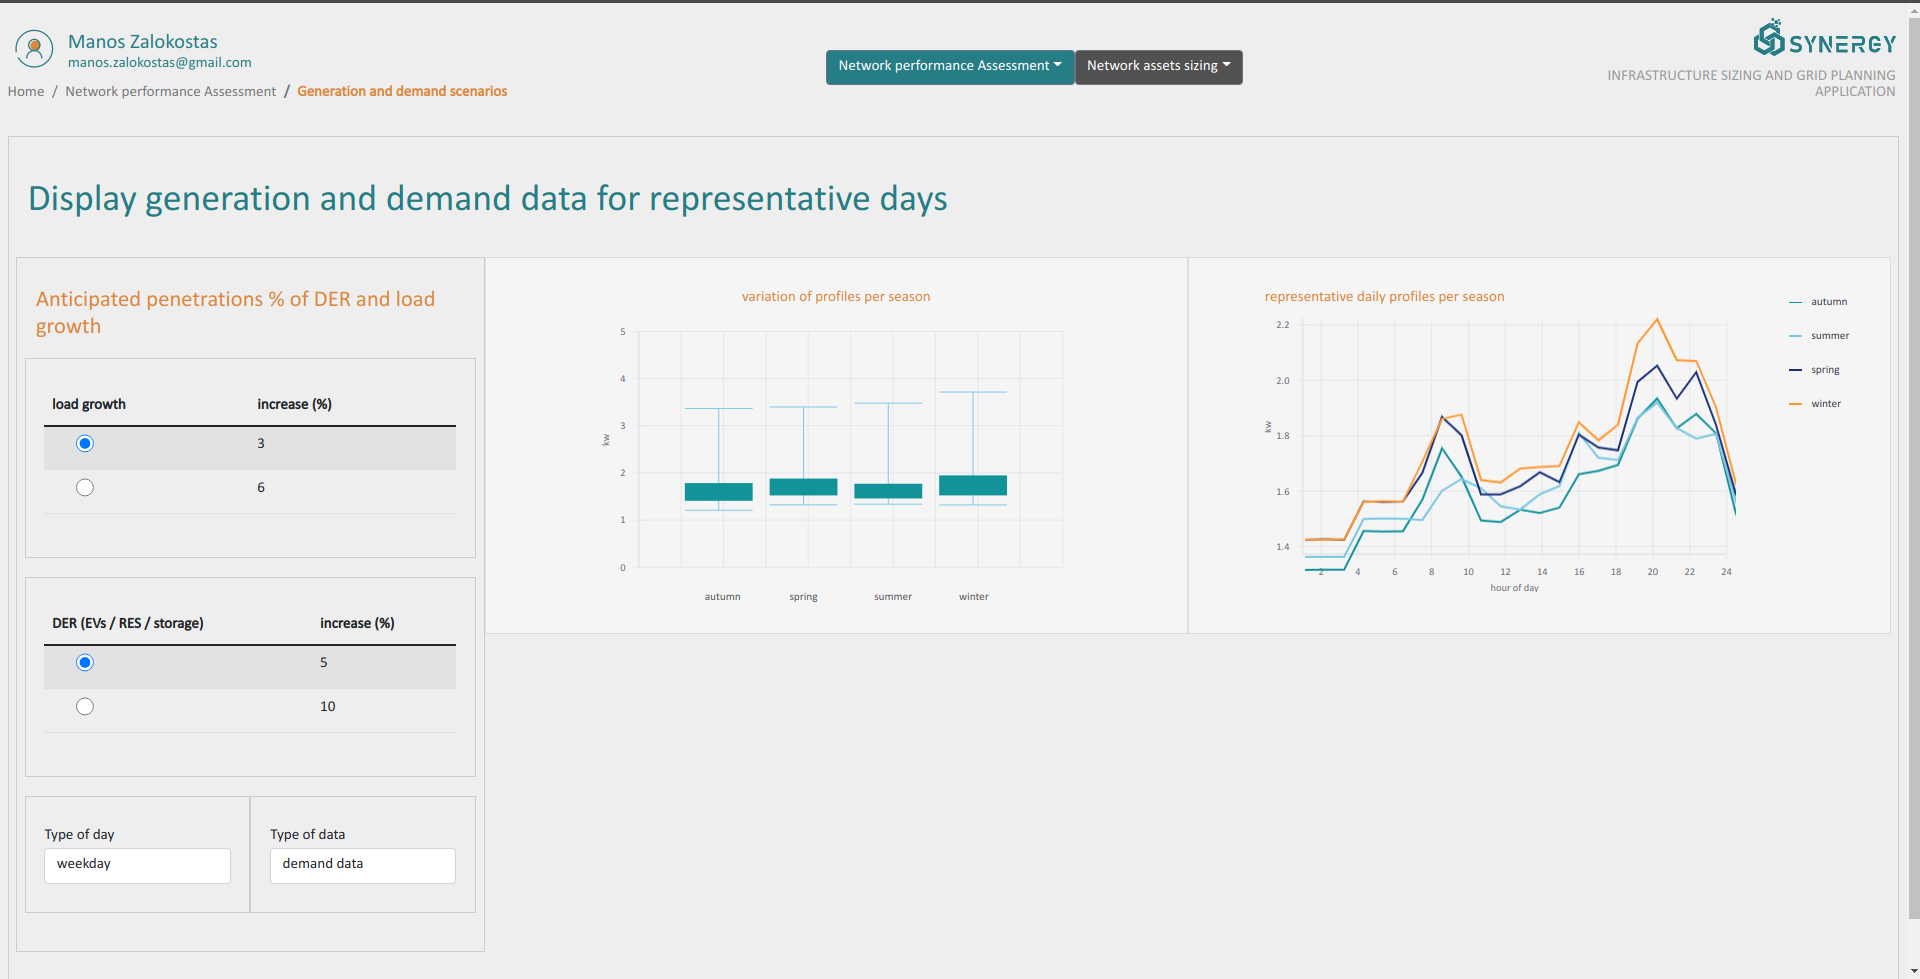 Manos Zalokostas
manos.zalokostas@gmail.com
Home / Network performance Assessment / Generation and demand scenarios
Network performance Assessment
Network assets sizing
SYNERGY
INFRASTRUCTURE SIZING AND GRID PLANNING
APPLICATION
Display generation and demand data for representative days
Anticipated penetrations % of DER and load
growth
load growth increase (%)
3
6
DER (EVs / RES / storage) increase (%)
5
10
Type of day
weekday
Type of data
demand data
variation of profiles per season
5
4
3
2
1
0
kw
autumn spring summer winter
representative daily profiles per season
2.2
2.0
1.8
1.6
1.4
kw
2 4 6 8 10 12 14 16 18 20 22 24
hour of day
autumn
summer
spring
winter